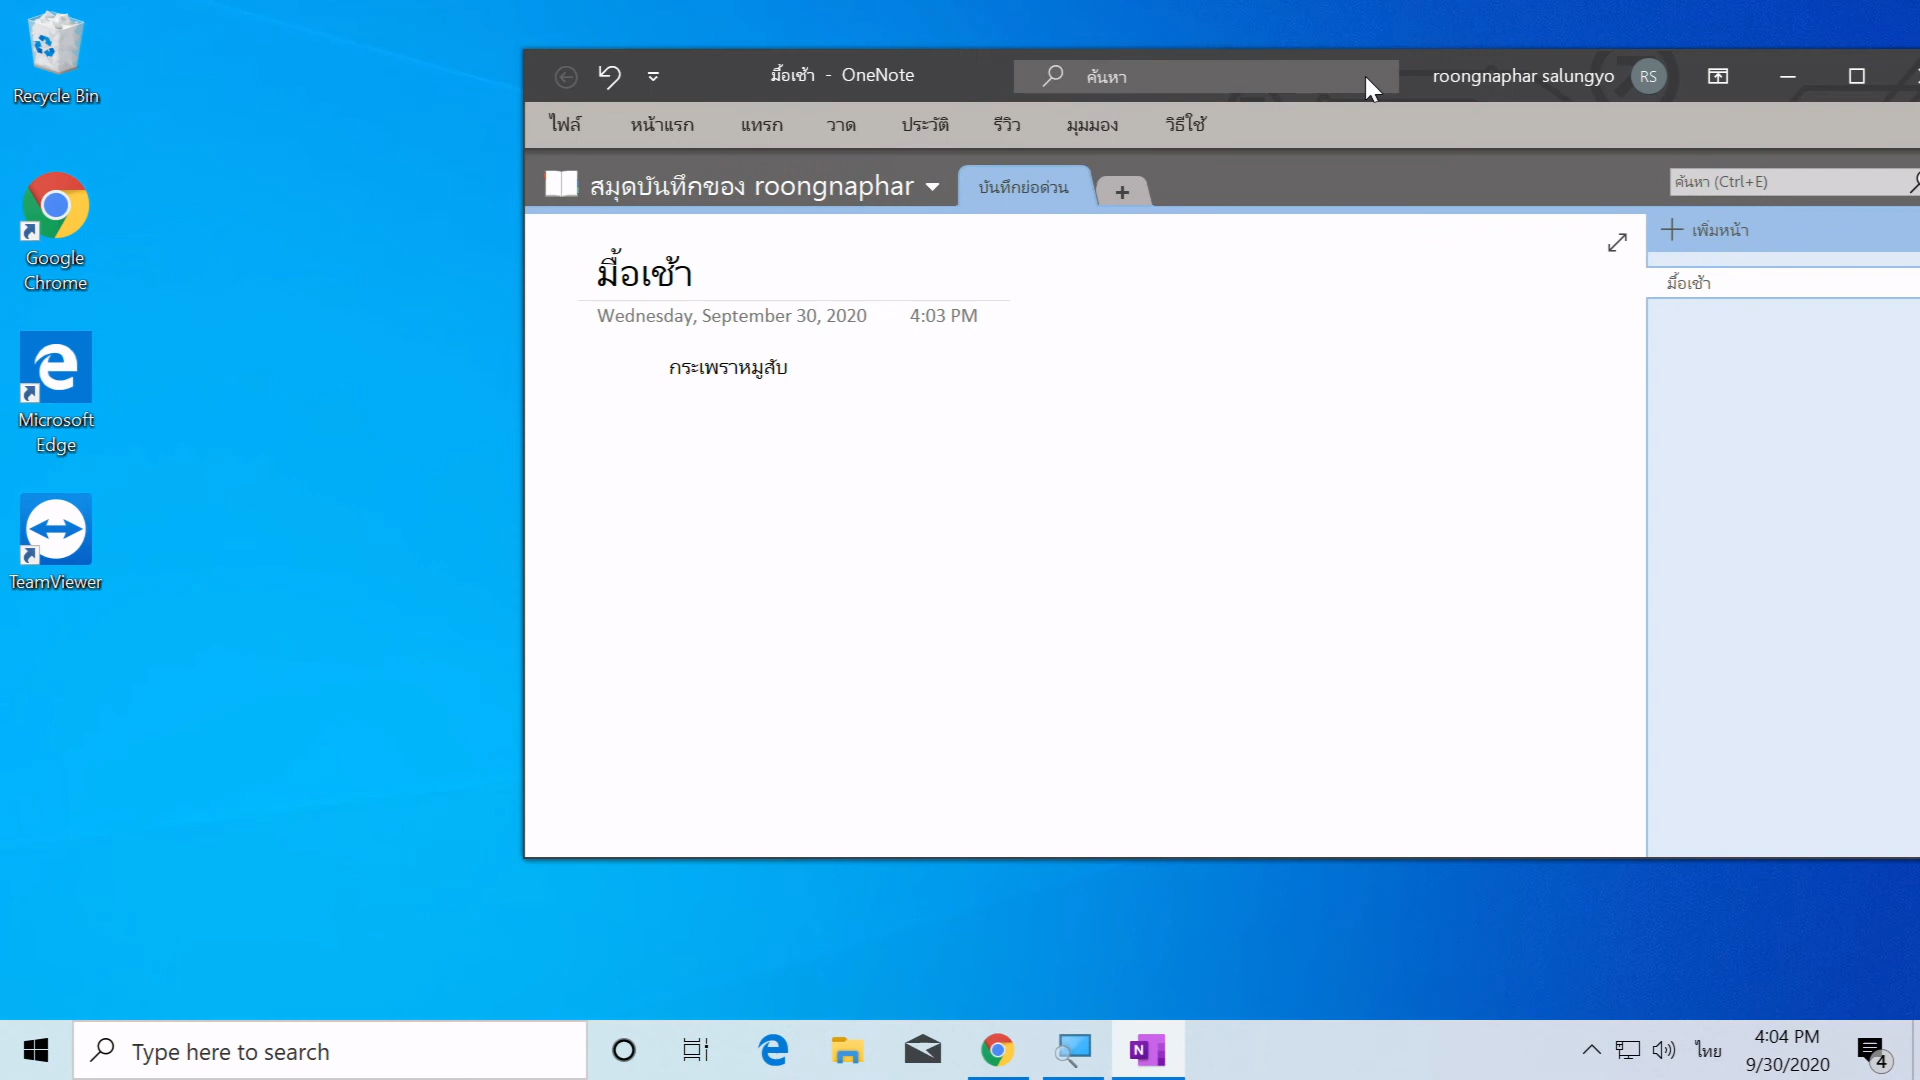 Recycle Bin
Google
Chrome
Microsoft
Edge
TeamViewer
มื้อเช้า - OneNote
ค้นหา
roongnaphar salungyo
RS
ไฟล์ หน้าแรก แทรก วาด ประวัติ รีวิว มุมมอง วิธีใช้
สมุดบันทึกของ roongnaphar
บันทึกย่อด่วน
+
ค้นหา (Ctrl+E)
เพิ่มหน้า
มื้อเช้า
มื้อเช้า
Wednesday, September 30, 2020 4:03 PM
กระเพราหมูสับ
Type here to search
N
ไทย
4:04 PM
9/30/2020
4